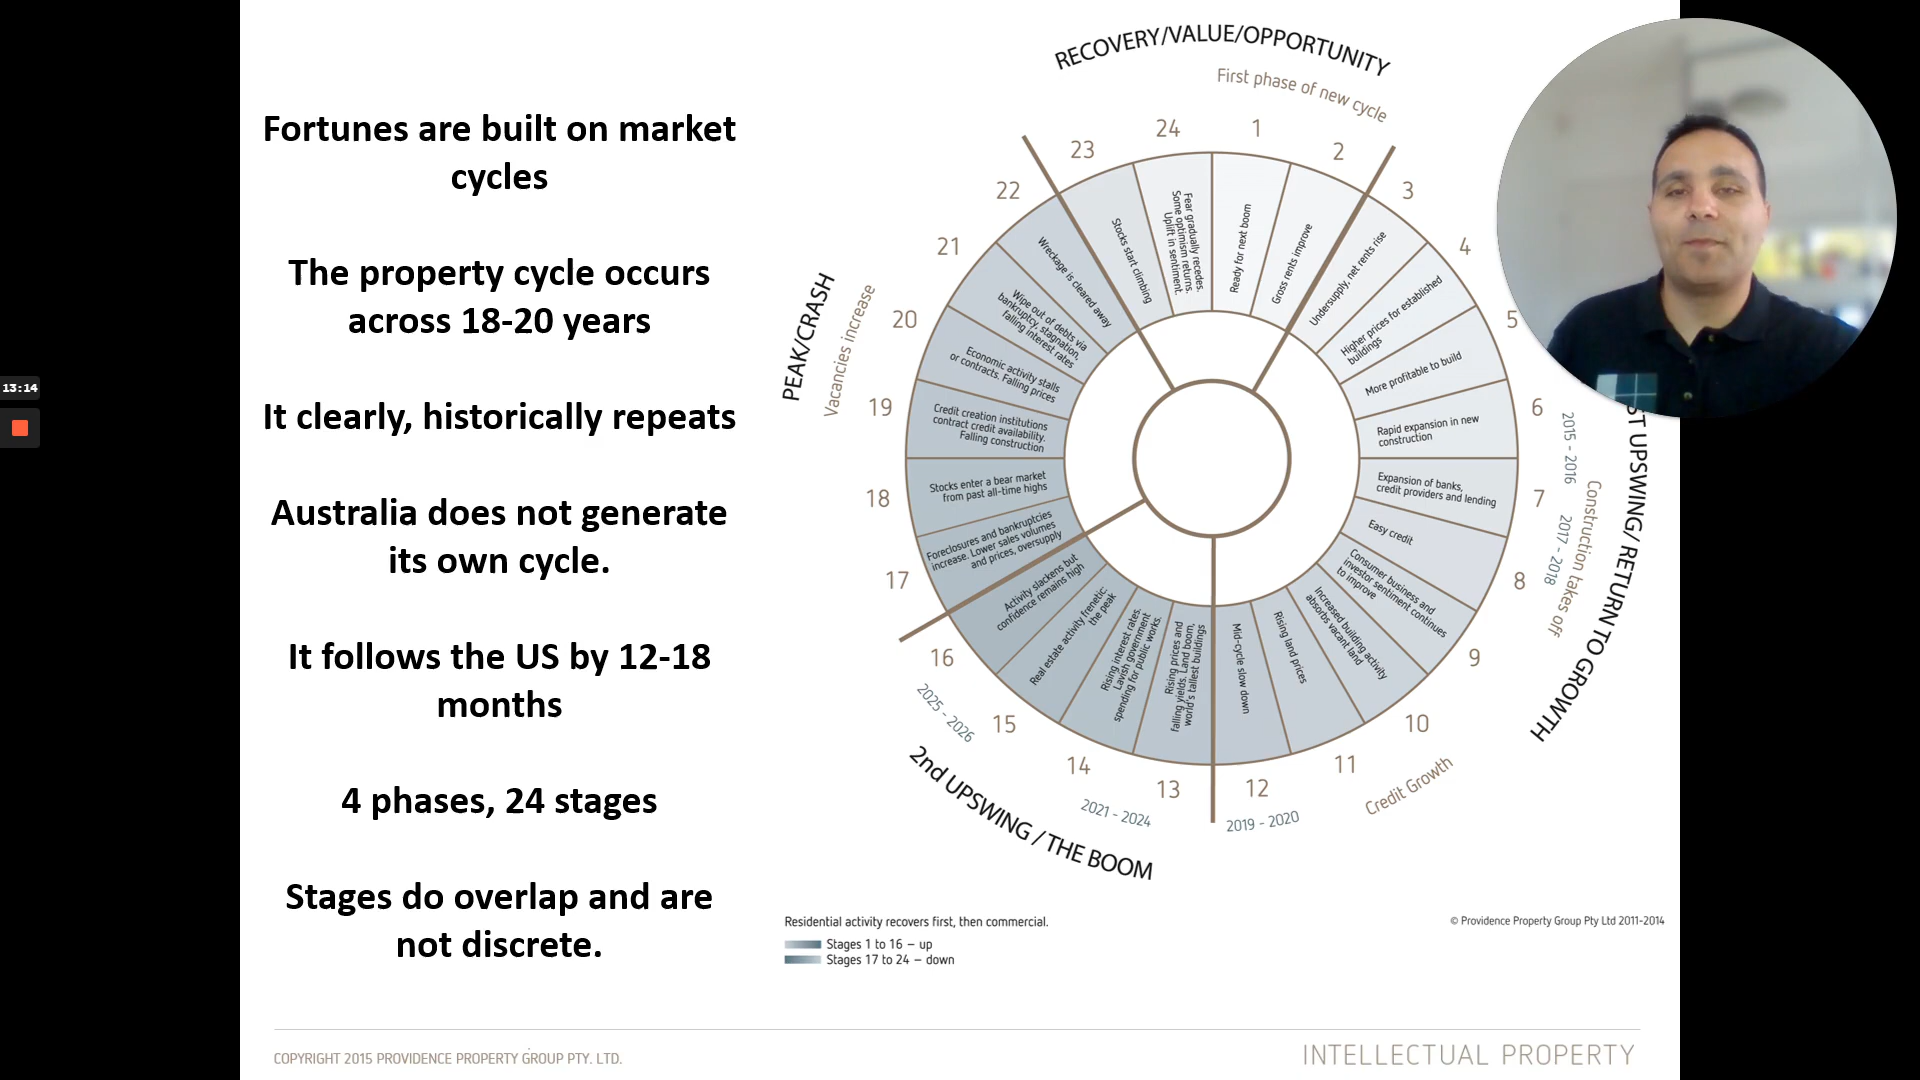 Fortunes are built on market
cycles
The property cycle occurs
across 18-20 years
It clearly, historically repeats
Australia does not generate
its own cycle.
It follows the US by 12-18
months
4 phases, 24 stages
Stages do overlap and are
not discrete.
13:14
RECOVERY/VALUE/OPPORTUNITY
First phase of new cycle
1
Ready for next boom
2
Gross rents improve
3
Undersupply, net rents rise
4
Higher prices for established
buildings
5
More profitable to build
6
Rapid expansion in new
construction
7
Expansion of banks,
credit providers and lending
8
Easy credit
9
Consumer business and
investor sentiment continues
to improve
10
Increased building activity
absorbs vacant land
11
Rising land prices
12
Mid-cycle slow down
UPSWING/ RETURN TO GROWTH
Construction takes off
2015 - 2016
2017 - 2018
Credit Growth
2019 - 2020
13
Rising prices and
falling yields. Land boom,
world's tallest buildings
14
Rising interest rates.
Lavish government
spending for public works.
15
Real estate activity frenetic:
the peak
16
Activity slackens but
confidence remains high
2nd UPSWING / THE BOOM
2021 - 2024
2025 - 2026
17
Foreclosures and bankruptcies
increase. Lower sales volumes
and prices, oversupply
18
Stocks enter a bear market
from past all-time highs
19
Credit creation institutions
contract credit availability.
Falling construction
20
Economic activity stalls
or contracts. Falling prices
21
Wipe out of debts via
bankruptcy, stagnation,
falling interest rates
22
Wreckage is cleared away
PEAK/CRASH
Vacancies increase
23
Stocks start climbing
24
Fear gradually recedes.
Some optimism returns.
Uplift in sentiment.
Residential activity recovers first, then commercial.
Stages 1 to 16 – up
Stages 17 to 24 – down
© Providence Property Group Pty Ltd 2011-2014
COPYRIGHT 2015 PROVIDENCE PROPERTY GROUP PTY. LTD.
INTELLECTUAL PROPERTY